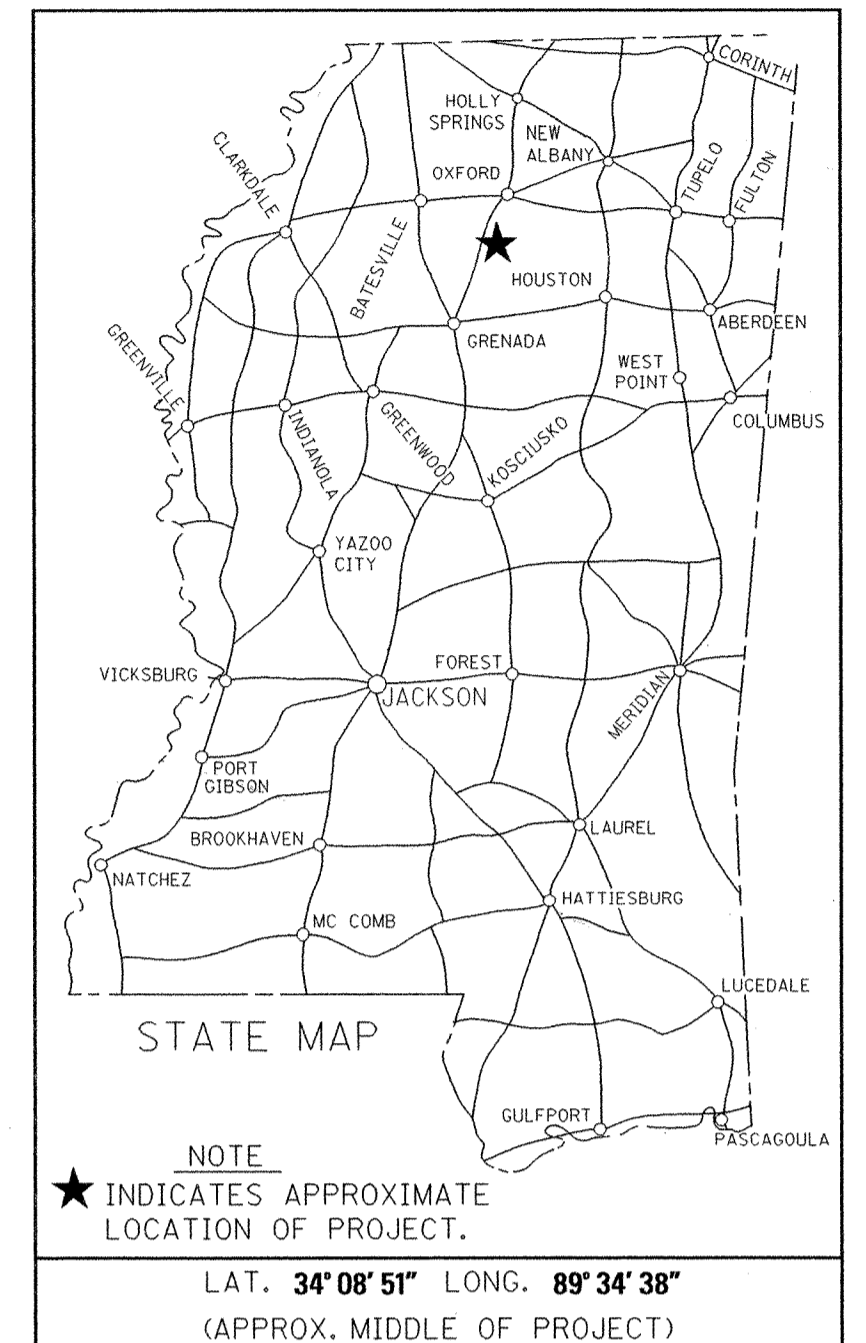 CORINTH
HOLLY
SPRINGS
NEW
ALBANY
CLARKDALE
OXFORD
TUPELO
FULTON
BATESVILLE
HOUSTON
GREENVILLE
GRENADA
ABERDEEN
WEST
POINT
COLUMBUS
INDIANOLA
GREENWOOD
KOSCIUSKO
YAZOO
CITY
VICKSBURG
FOREST
JACKSON
MERIDIAN
PORT
GIBSON
BROOKHAVEN
LAUREL
NATCHEZ
HATTIESBURG
MC COMB
LUCEDALE
STATE MAP
GULFPORT
PASCAGOULA
NOTE
★ INDICATES APPROXIMATE
LOCATION OF PROJECT.
LAT. 34° 08' 51" LONG. 89° 34' 38"
(APPROX. MIDDLE OF PROJECT)